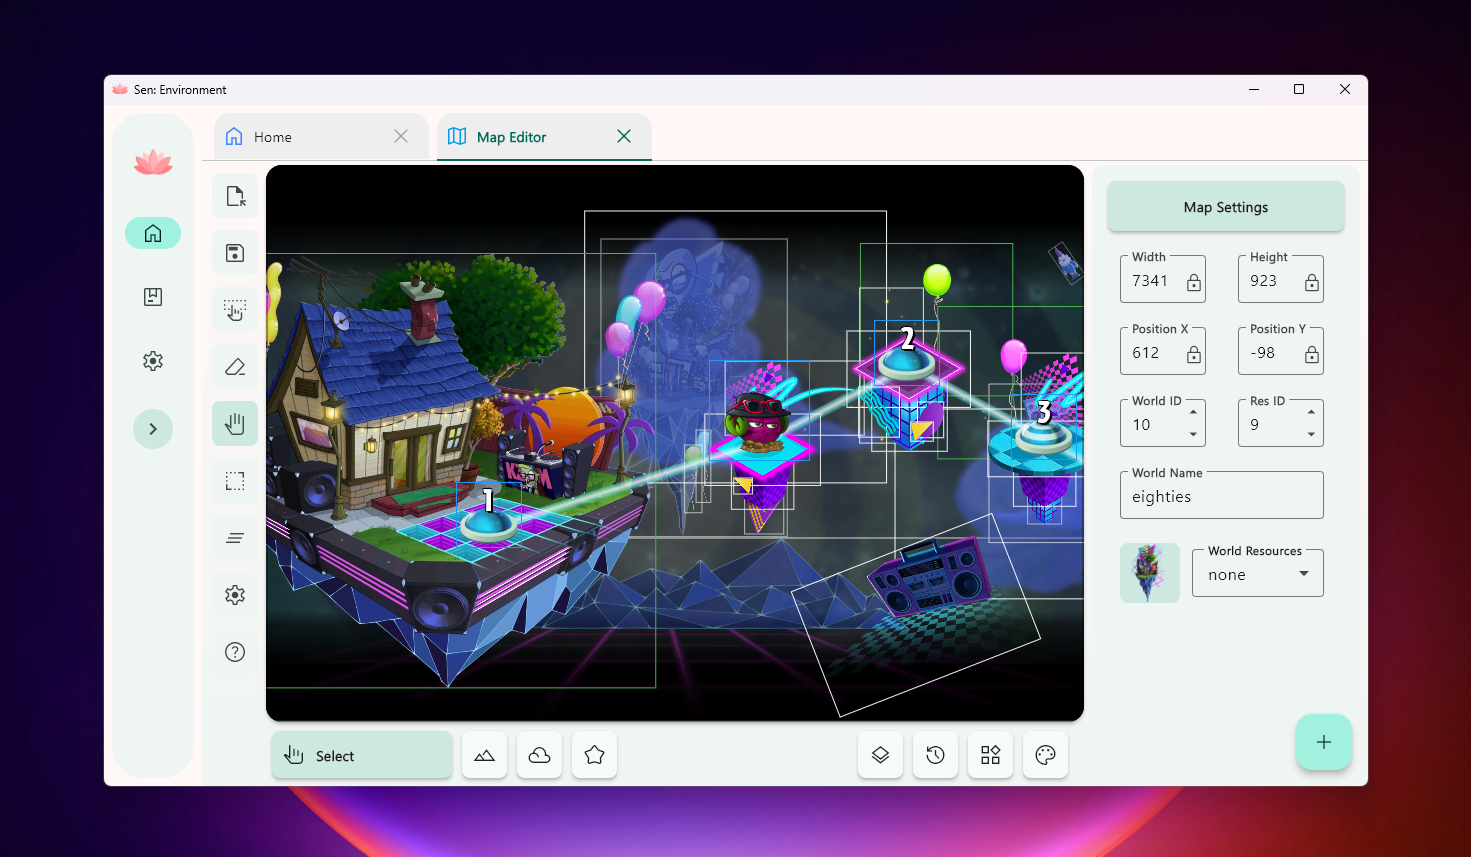 Sen: Environment
Home
Map Editor
Map Settings
Width
7341
Height
923
Position X
612
Position Y
-98
World ID
10
Res ID
9
World Name
eighties
World Resources
none
1
2
3
Select